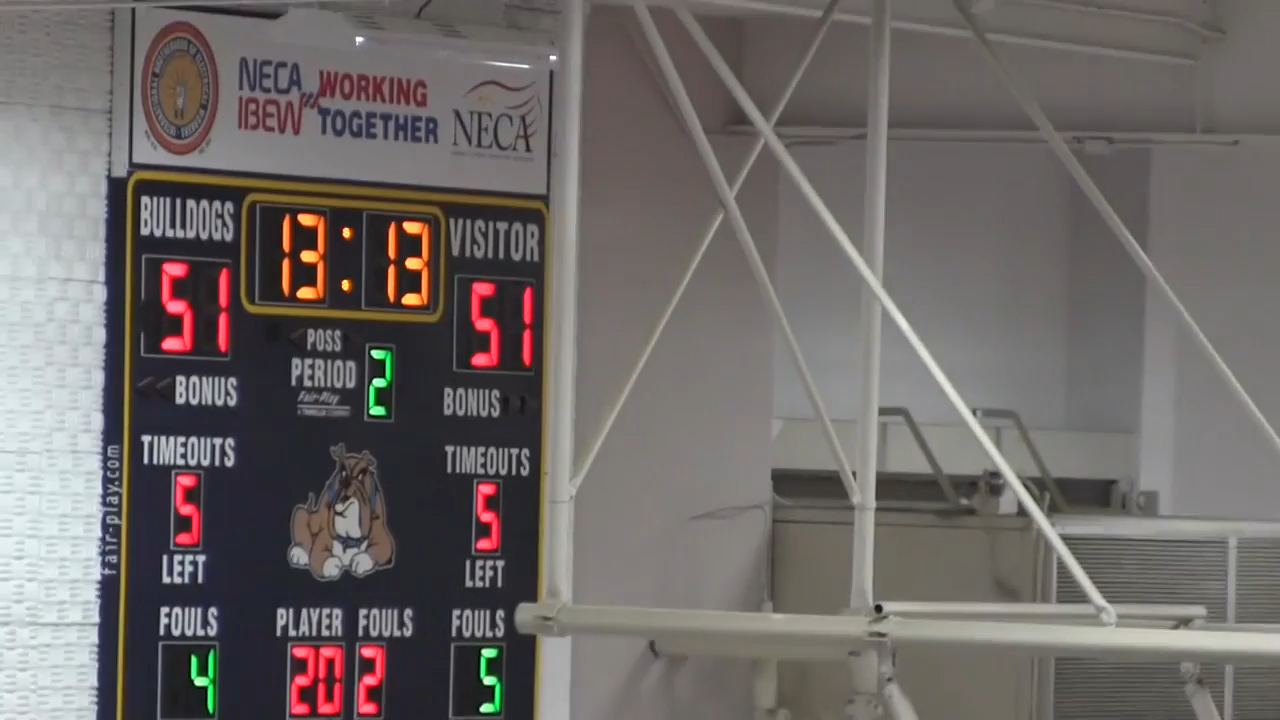 NECA IBEW WORKING TOGETHER
NECA
BULLDOGS 13:13 VISITOR
51 51
POSS
BONUS PERIOD 2 BONUS
Fair-Play
TIMEOUTS TIMEOUTS
5 5
LEFT LEFT
FOULS PLAYER FOULS FOULS
4 20 2 5
fair-play.com